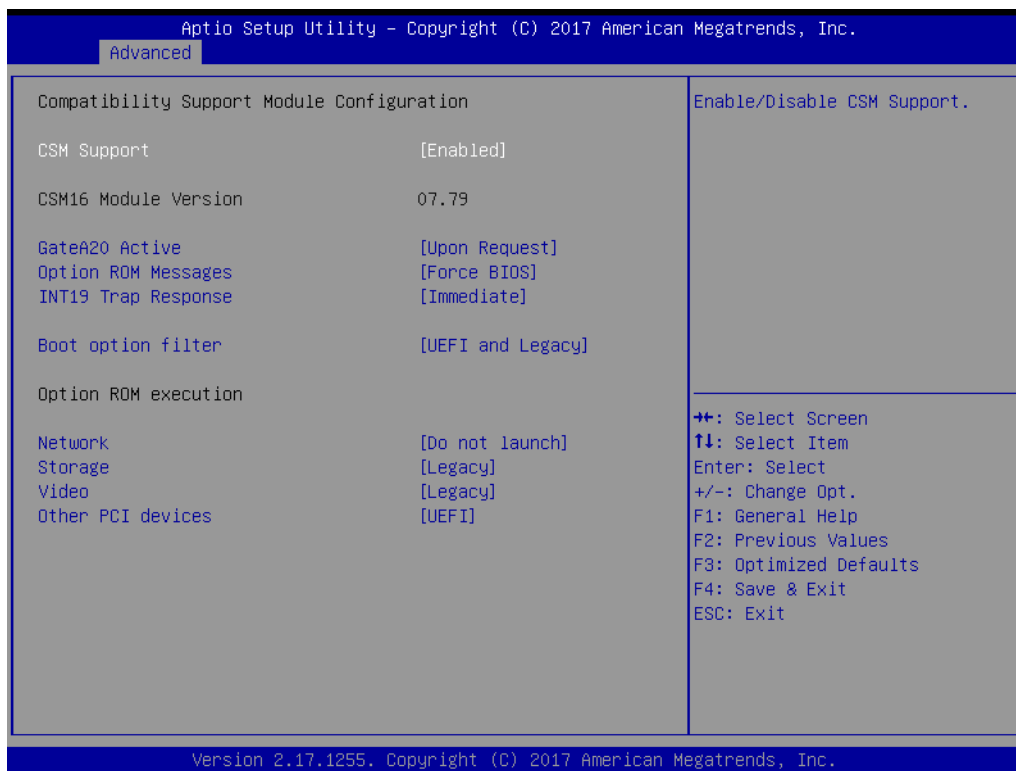 Aptio Setup Utility – Copyright (C) 2017 American Megatrends, Inc.
Advanced
Compatibility Support Module Configuration
Enable/Disable CSM Support.
CSM Support [Enabled]
CSM16 Module Version 07.79
GateA20 Active [Upon Request]
Option ROM Messages [Force BIOS]
INT19 Trap Response [Immediate]
Boot option filter [UEFI and Legacy]
Option ROM execution
Network [Do not launch]
Storage [Legacy]
Video [Legacy]
Other PCI devices [UEFI]
→←: Select Screen
↑↓: Select Item
Enter: Select
+/-: Change Opt.
F1: General Help
F2: Previous Values
F3: Optimized Defaults
F4: Save & Exit
ESC: Exit
Version 2.17.1255. Copyright (C) 2017 American Megatrends, Inc.